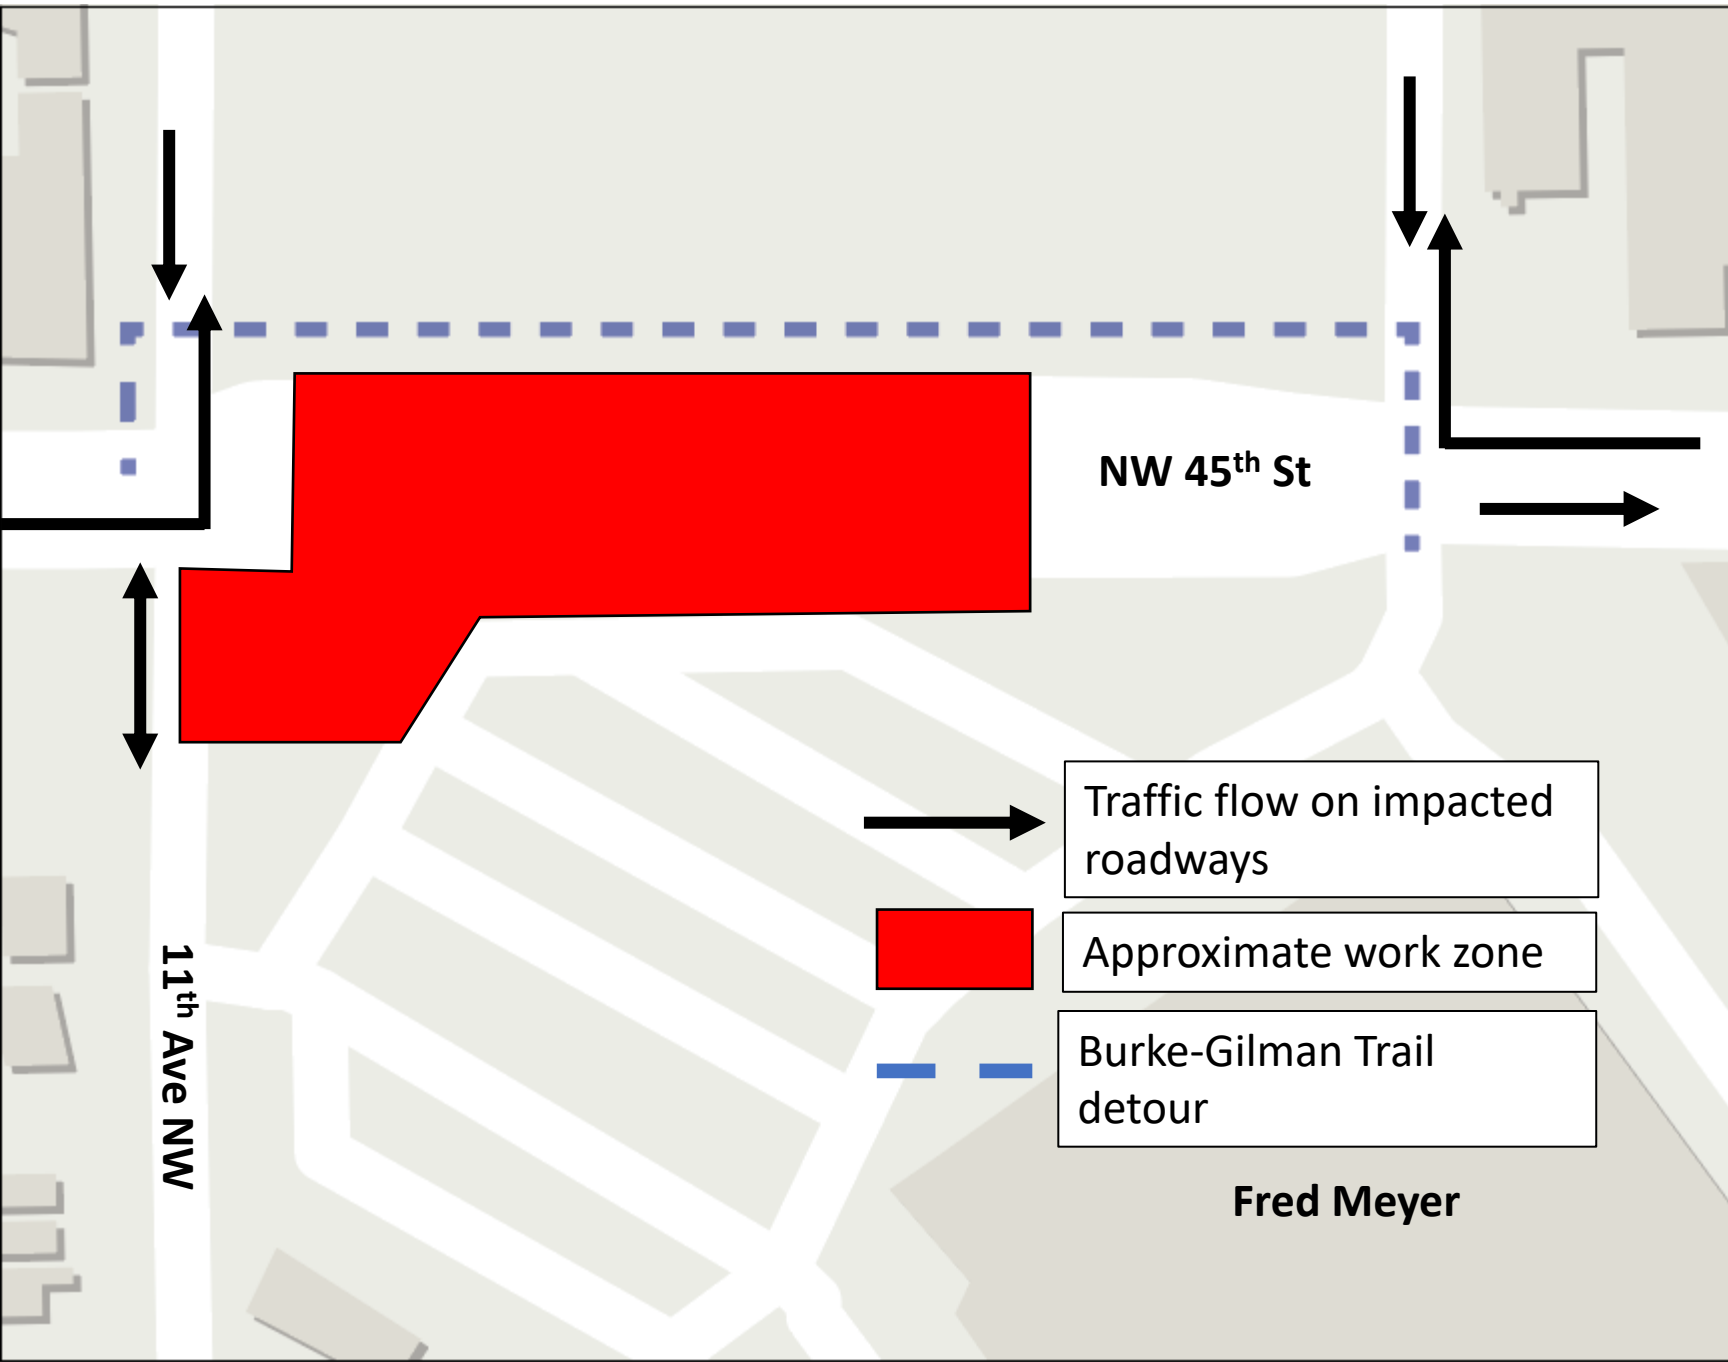 NW 45th St
Traffic flow on impacted
roadways
Approximate work zone
11th Ave NW
Burke-Gilman Trail
detour
Fred Meyer